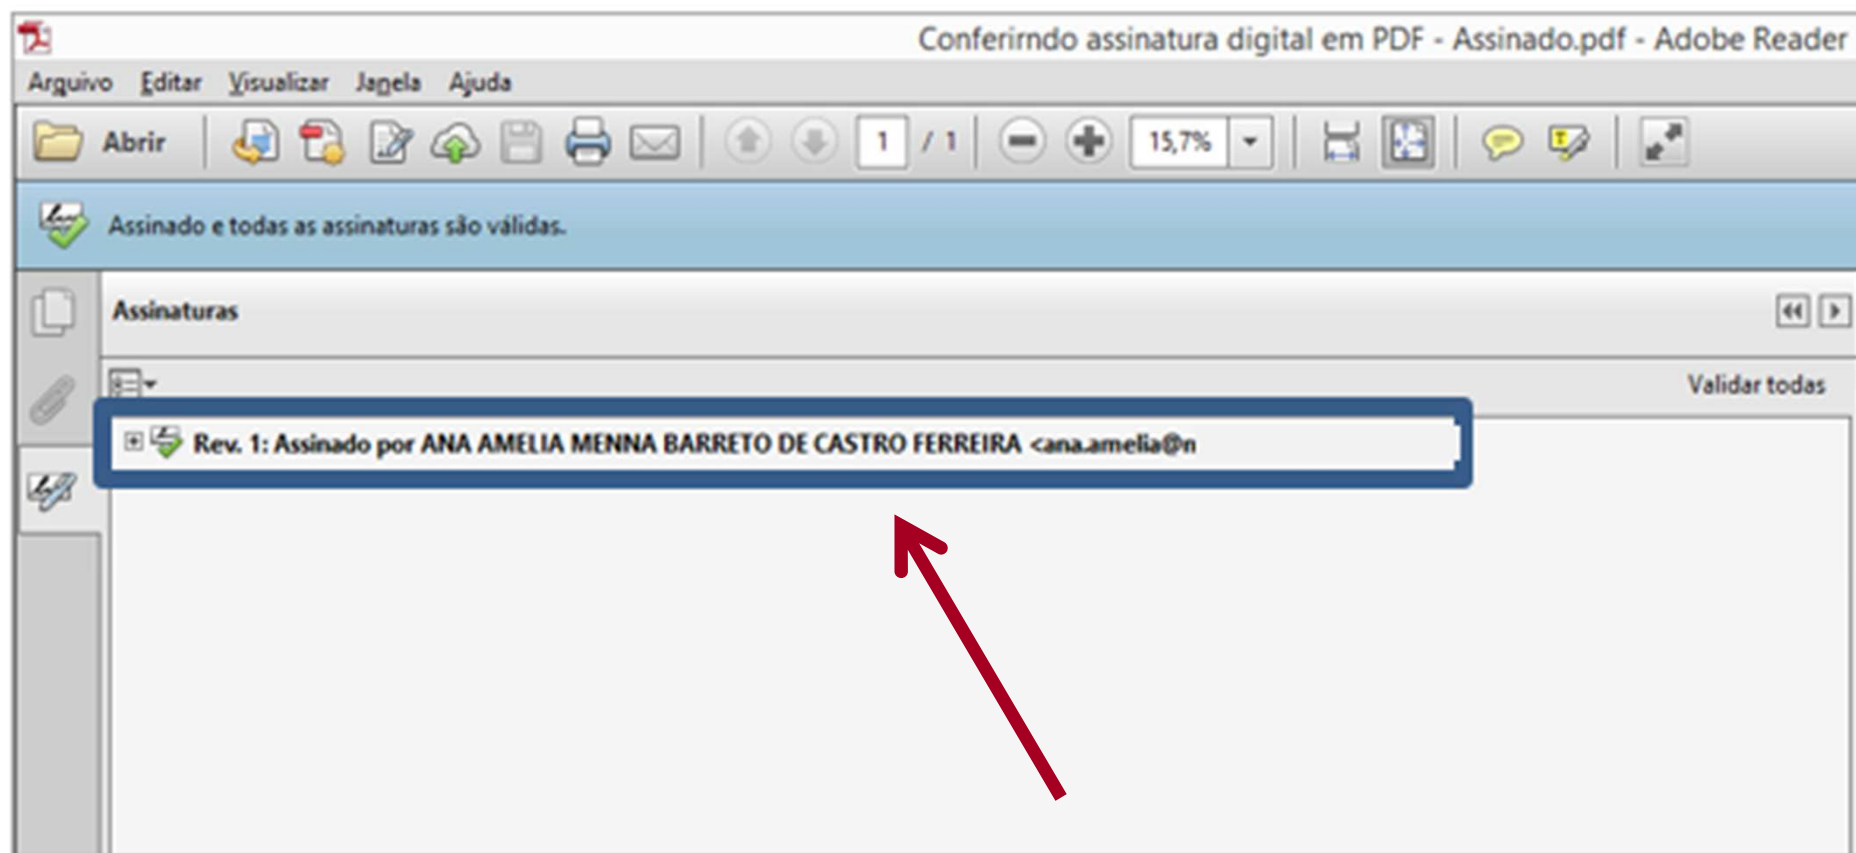 Conferirndo assinatura digital em PDF - Assinado.pdf - Adobe Reader
Arquivo Editar Visualizar Janela Ajuda
Abrir 1 / 1 15,7%
Assinado e todas as assinaturas são válidas.
Assinaturas
Validar todas
Rev. 1: Assinado por ANA AMELIA MENNA BARRETO DE CASTRO FERREIRA <ana.amelia@n